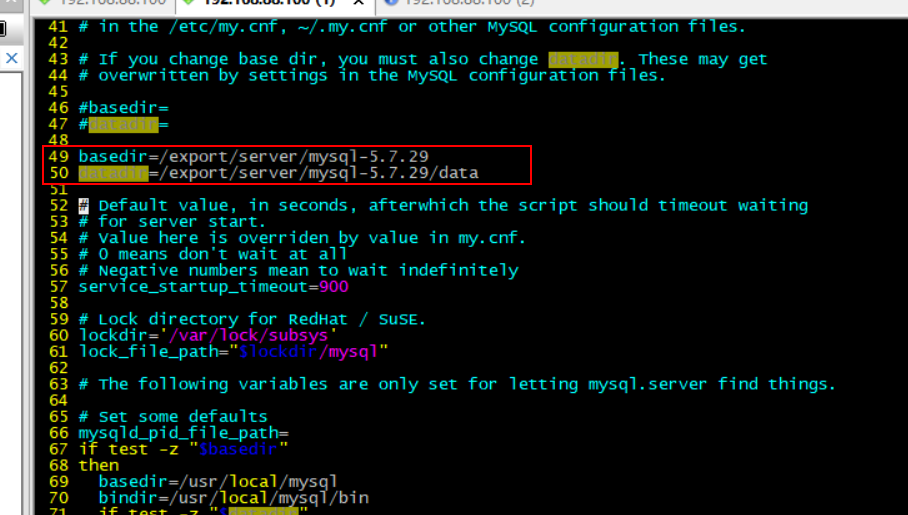 192.168.88.100
192.168.88.100 (1)
192.168.88.100 (2)
41 # in the /etc/my.cnf, ~/.my.cnf or other MySQL configuration files.
42
43 # If you change base dir, you must also change datadir. These may get
44 # overwritten by settings in the MySQL configuration files.
45
46 #basedir=
47 #datadir=
48
49 basedir=/export/server/mysql-5.7.29
50 datadir=/export/server/mysql-5.7.29/data
51
52 # Default value, in seconds, afterwhich the script should timeout waiting
53 # for server start.
54 # Value here is overriden by value in my.cnf.
55 # 0 means don't wait at all
56 # Negative numbers mean to wait indefinitely
57 service_startup_timeout=900
58
59 # Lock directory for RedHat / SuSE.
60 lockdir='/var/lock/subsys'
61 lock_file_path="$lockdir/mysql"
62
63 # The following variables are only set for letting mysql.server find things.
64
65 # Set some defaults
66 mysqld_pid_file_path=
67 if test -z "$basedir"
68 then
69   basedir=/usr/local/mysql
70   bindir=/usr/local/mysql/bin
71   if test -z "$datadir"